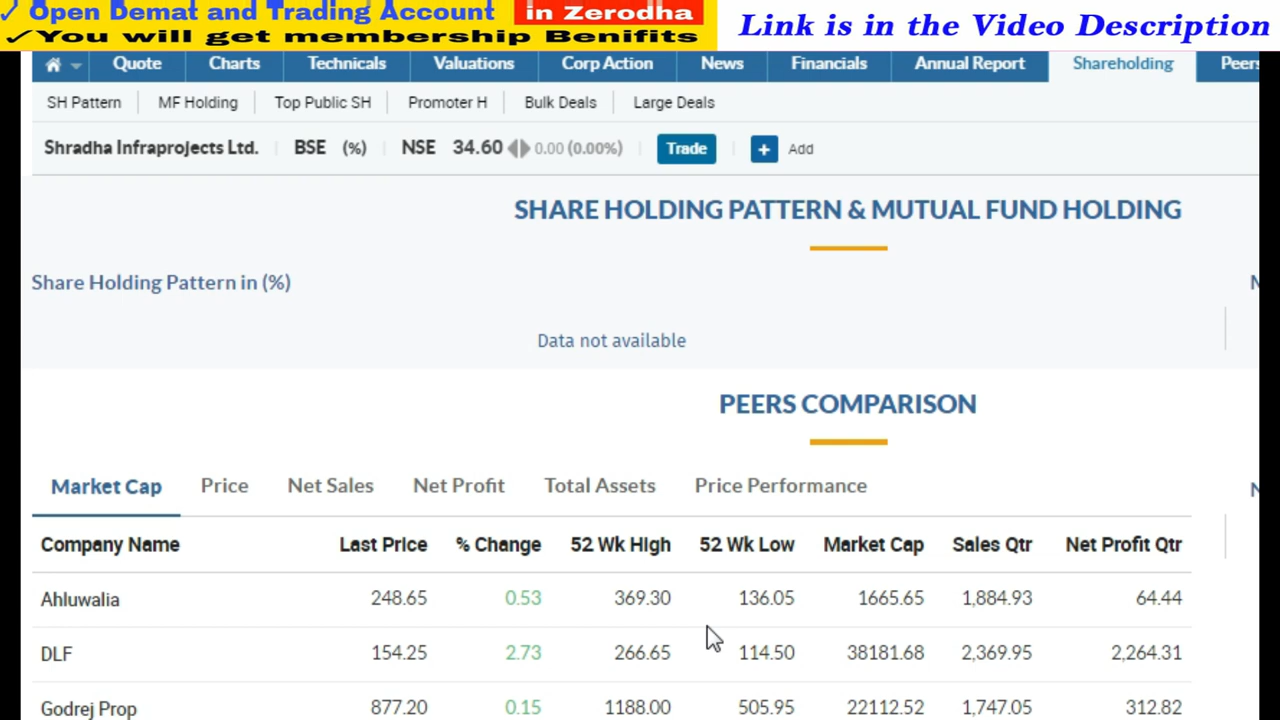 ✓ Open Demat and Trading Account in Zerodha
✓You will get membership Benifits
Link is in the Video Description
Quote Charts Technicals Valuations Corp Action News Financials Annual Report Shareholding Peers
SH Pattern MF Holding Top Public SH Promoter H Bulk Deals Large Deals
Shradha Infraprojects Ltd. BSE (%) NSE 34.60 0.00 (0.00%) Trade + Add
SHARE HOLDING PATTERN & MUTUAL FUND HOLDING
Share Holding Pattern in (%)
Data not available
PEERS COMPARISON
Market Cap Price Net Sales Net Profit Total Assets Price Performance
Company Name Last Price % Change 52 Wk High 52 Wk Low Market Cap Sales Qtr Net Profit Qtr
Ahluwalia 248.65 0.53 369.30 136.05 1665.65 1,884.93 64.44
DLF 154.25 2.73 266.65 114.50 38181.68 2,369.95 2,264.31
Godrej Prop 877.20 0.15 1188.00 505.95 22112.52 1,747.05 312.82